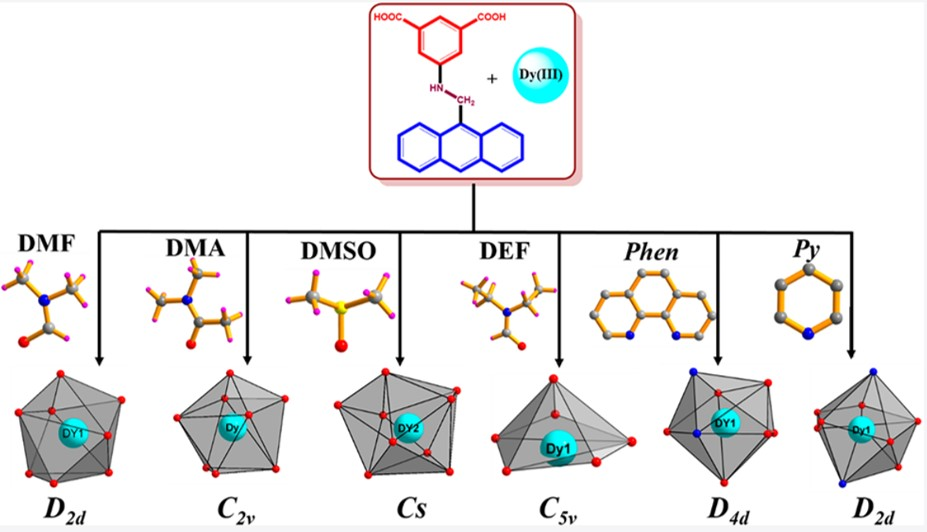 HOOC COOH
+ Dy(III)
HN
CH2
DMF DMA DMSO DEF Phen Py
DY1 Dy DY2 Dy1 DY1 Dy1
D2d C2v Cs C5v D4d D2d